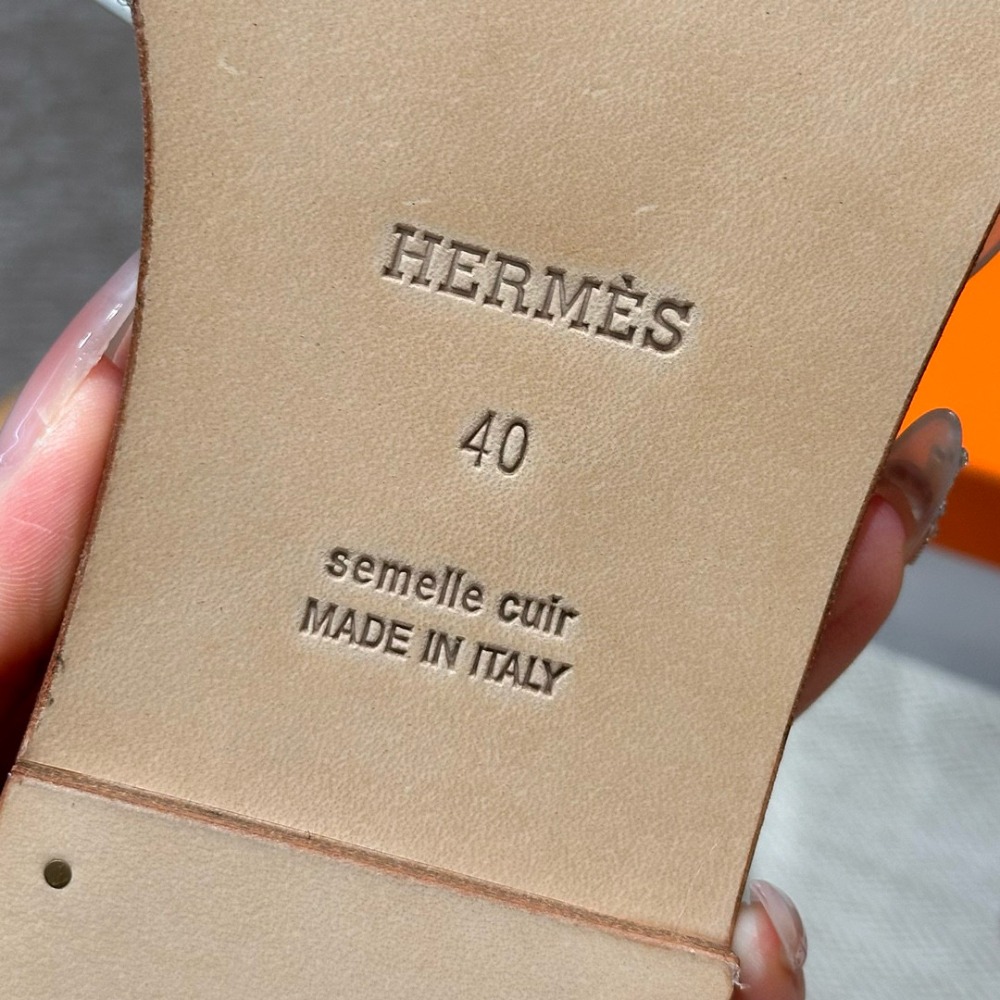 HERMÈS
40
semelle cuir
MADE IN ITALY